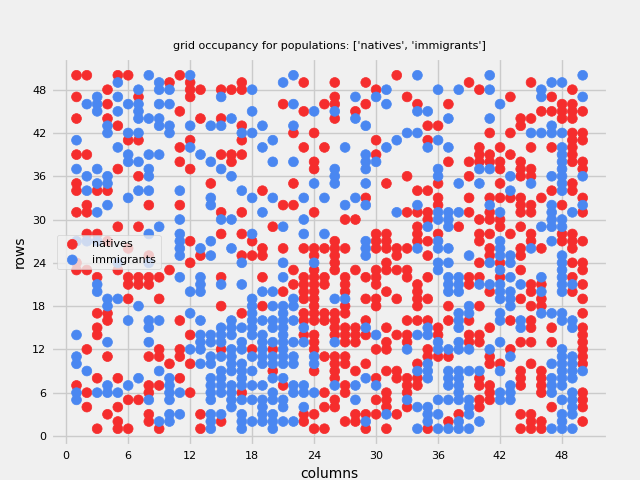 grid occupancy for populations: ['natives', 'immigrants']
48
42
36
30
24
18
12
6
0
rows
natives
immigrants
0 6 12 18 24 30 36 42 48
columns